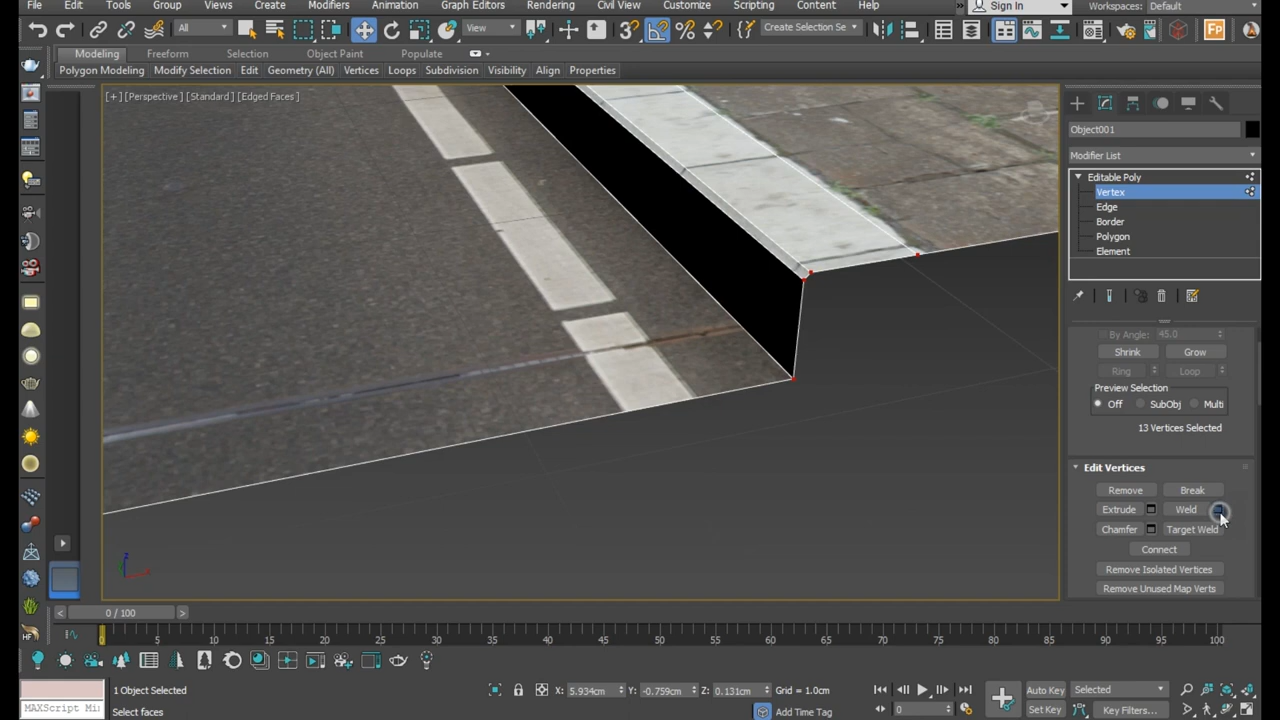 File Edit Tools Group Views Create Modifiers Animation Graph Editors Rendering Civil View Customize Scripting Content Help Sign In Workspaces: Default
All View Create Selection Se
Modeling Freeform Selection Object Paint Populate
Polygon Modeling Modify Selection Edit Geometry (All) Vertices Loops Subdivision Visibility Align Properties
[+] [Perspective ] [Standard ] [Edged Faces ]
Object001
Modifier List
Editable Poly
Vertex
Edge
Border
Polygon
Element
By Angle: 45.0
Shrink Grow
Ring Loop
Preview Selection
Off SubObj Multi
13 Vertices Selected
Edit Vertices
Remove Break
Extrude Weld
Chamfer Target Weld
Connect
Remove Isolated Vertices
Remove Unused Map Verts
< 0 / 100 >
0 5 10 15 20 25 30 35 40 45 50 55 60 65 70 75 80 85 90 95 100
HF
Fp
1 Object Selected X: 5.934cm Y: -0.759cm Z: 0.131cm Grid = 1.0cm Auto Key Selected
MAXScript Mi: Select faces Add Time Tag 0 Set Key Key Filters...